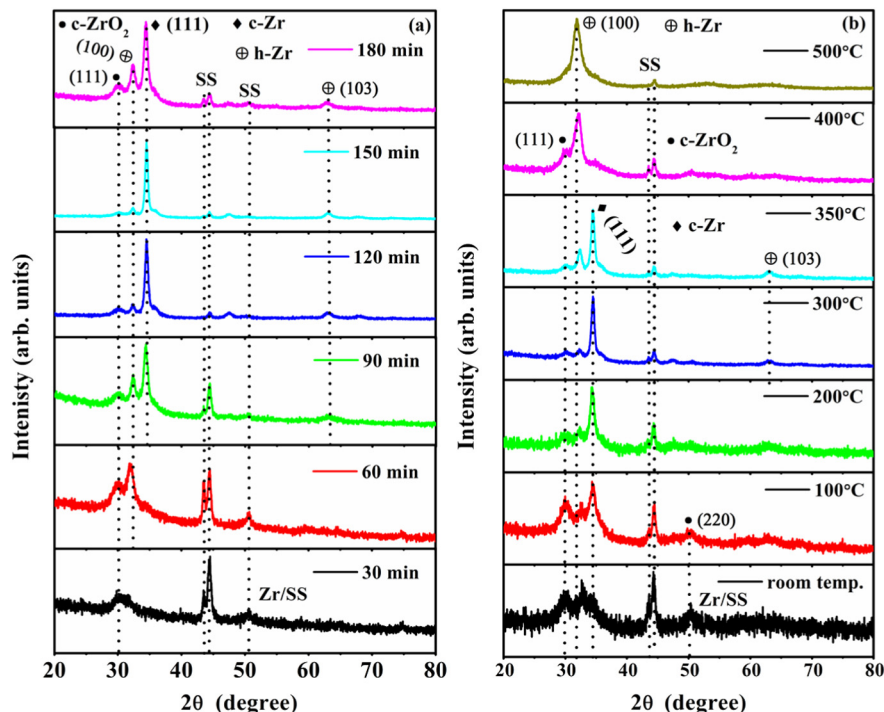 ● c-ZrO2 ◆ (111) ◆ c-Zr (a)
(100) ⊕ ⊕ h-Zr 180 min
(111) ● SS SS ⊕ (103)
150 min
120 min
90 min
60 min
30 min
Zr/SS
20 30 40 50 60 70 80
2θ (degree)
Intenisty (arb. units)
⊕ (100) ⊕ h-Zr (b)
SS 500°C
400°C
(111) ● ● c-ZrO2
350°C
◆ (111) ◆ c-Zr
⊕ (103)
300°C
200°C
100°C
● (220)
room temp.
Zr/SS
20 30 40 50 60 70 80
2θ (degree)
Intensity (arb. units)